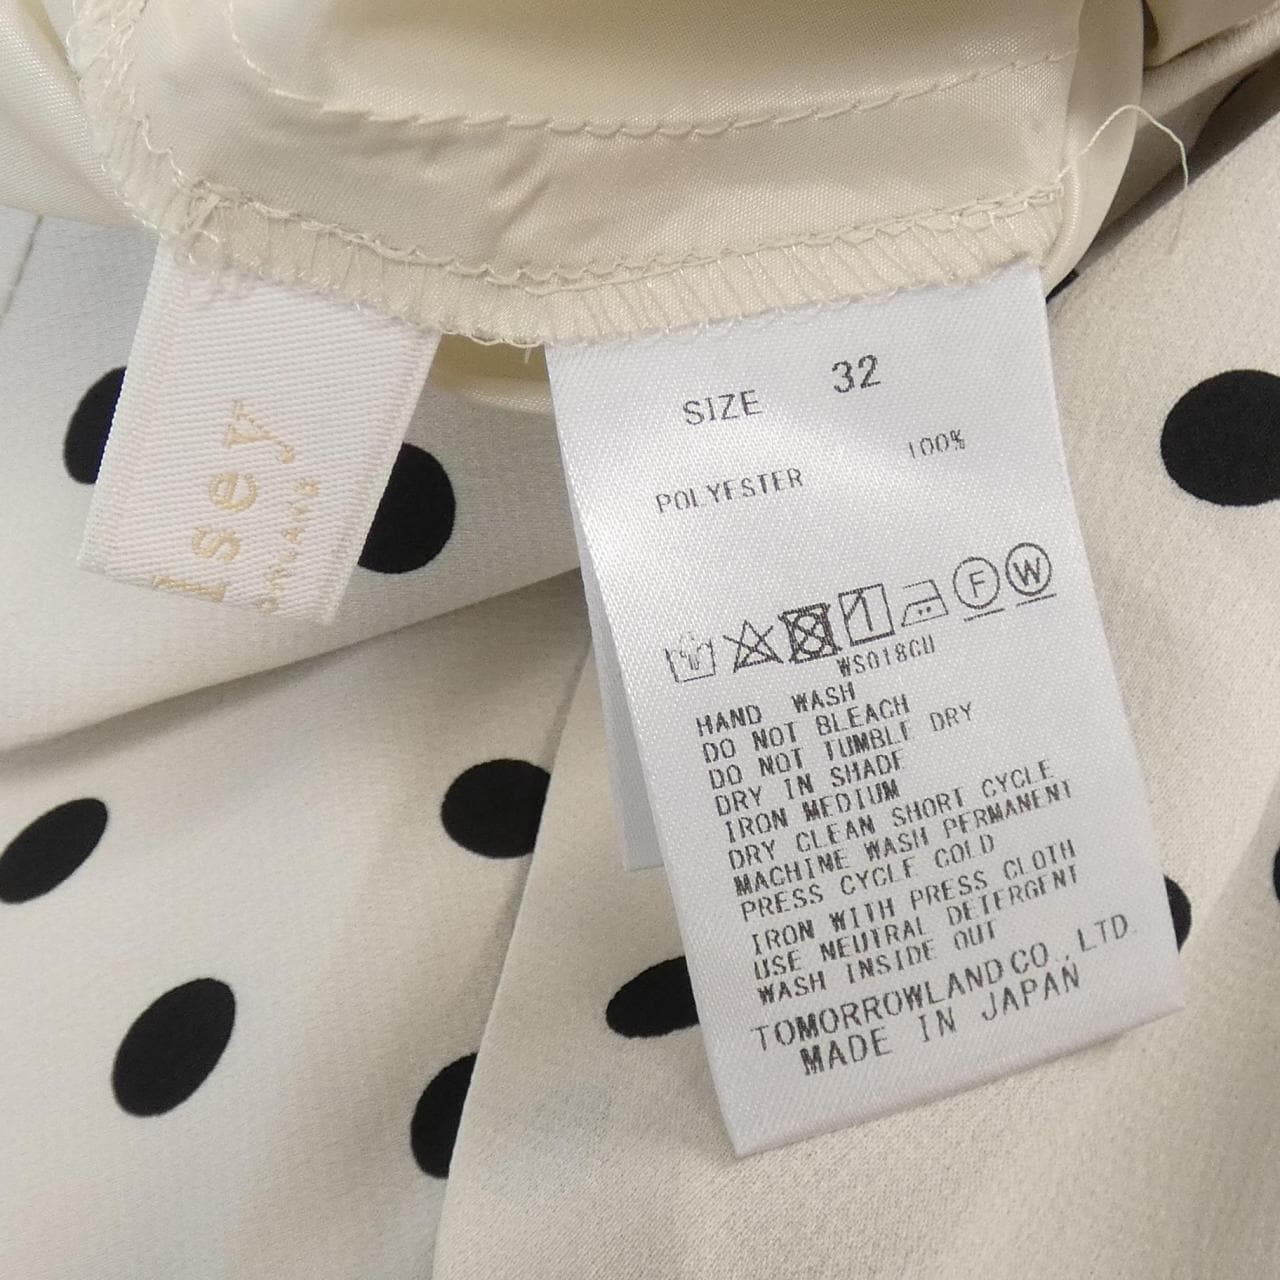 lsey
SIZE 32
100%
POLYESTER
F W
WS018CU
HAND WASH
DO NOT BLEACH
DO NOT TUMBLE DRY
DRY IN SHADE
IRON MEDIUM
DRY CLEAN SHORT CYCLE
MACHINE WASH PERMANENT
PRESS CYCLE COLD
IRON WITH PRESS CLOTH
USE NEUTRAL DETERGENT
WASH INSIDE OUT
TOMORROWLAND CO., LTD.
MADE IN JAPAN